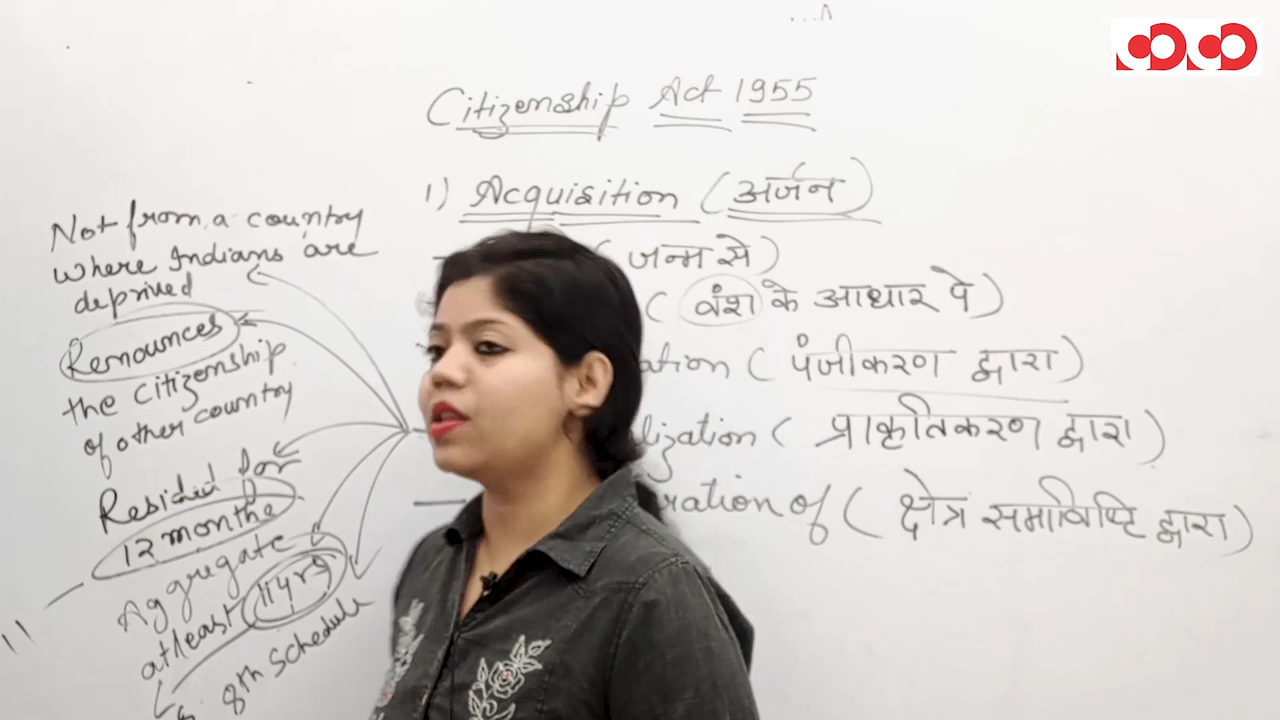 Citizenship Act 1955
1) Acquisition (अर्जन)
(जन्म से)
(वंश के आधार पे)
ation (पंजीकरण द्वारा)
lization (प्राकृतिकरण द्वारा)
ration of (क्षेत्र समाविष्टि द्वारा)
Not from a country
where Indians are
deprived
Renounces
the citizenship
of other country
Resided for
12 months
Aggregate
atleast 11 yrs
8th schedule